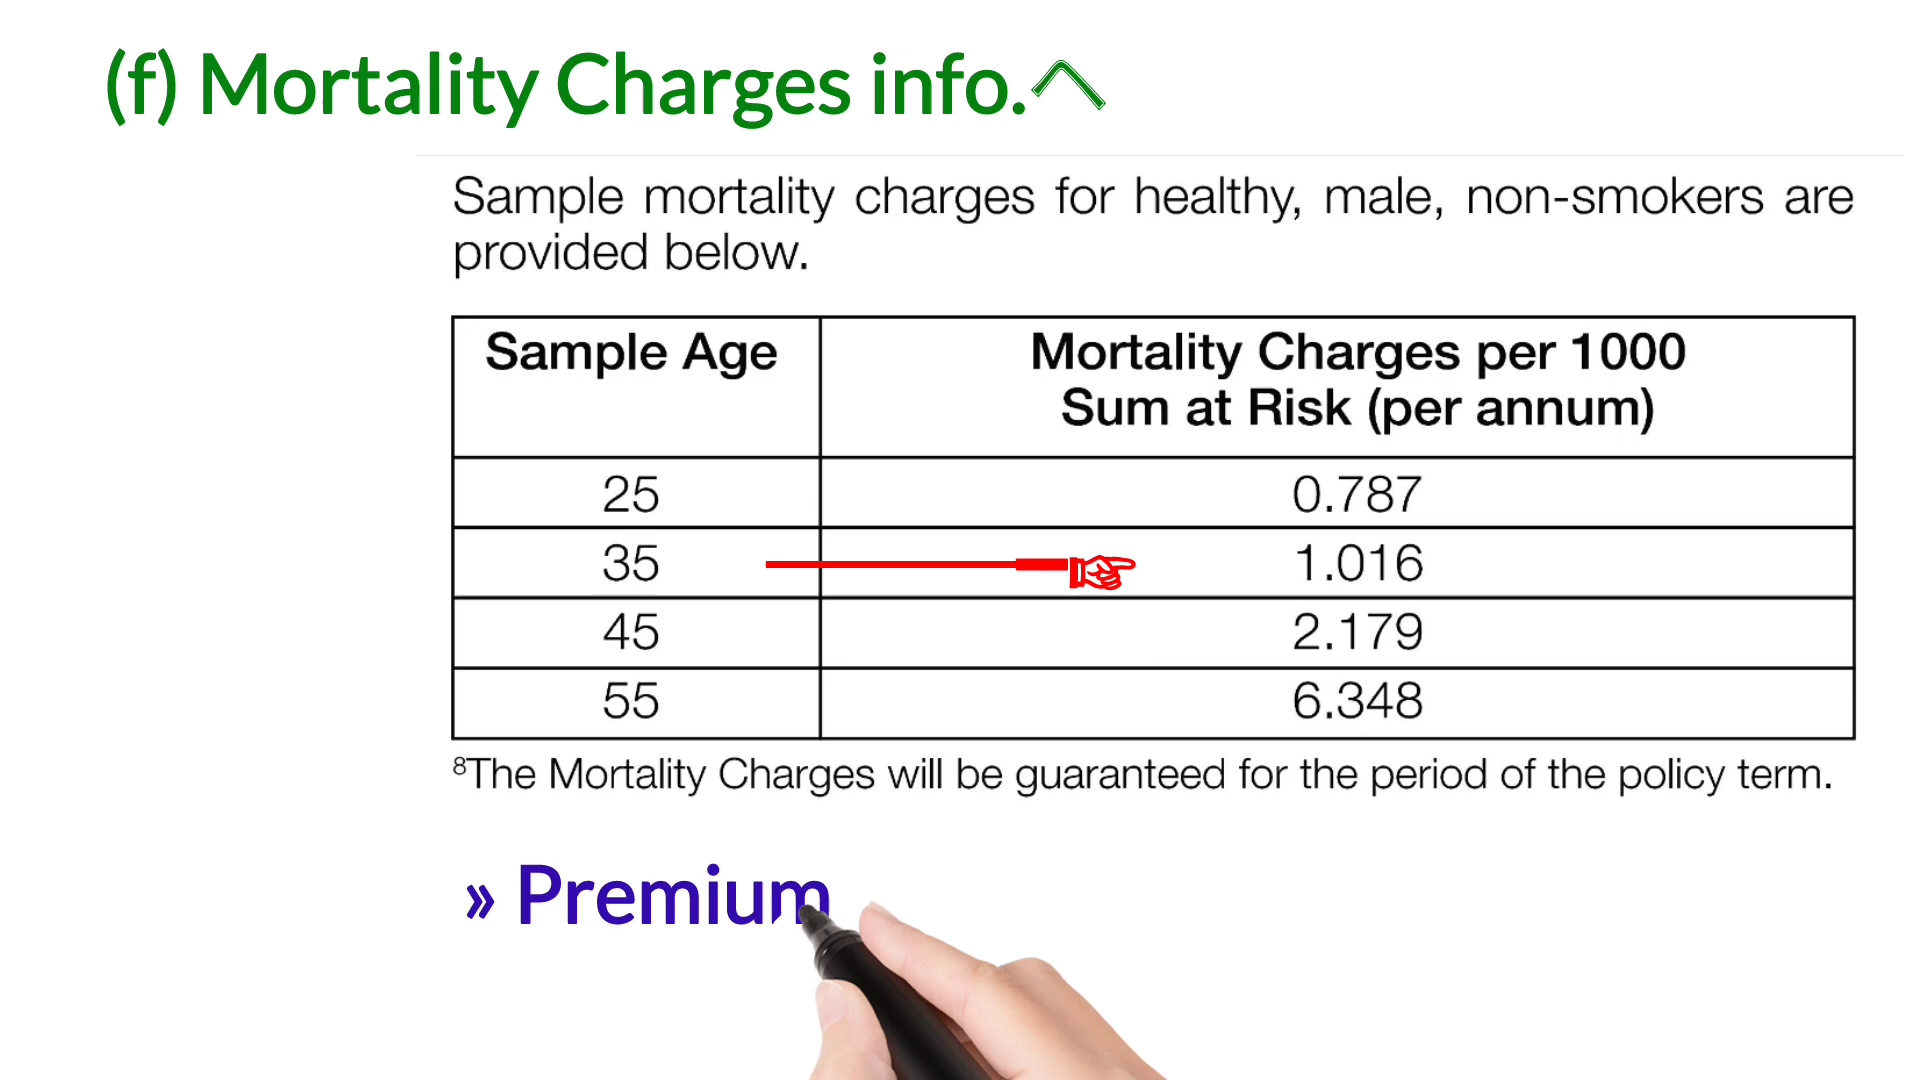 (f) Mortality Charges info.
Sample mortality charges for healthy, male, non-smokers are
provided below.
Sample Age
Mortality Charges per 1000
Sum at Risk (per annum)
25 0.787
35 1.016
45 2.179
55 6.348
⁸The Mortality Charges will be guaranteed for the period of the policy term.
» Premium